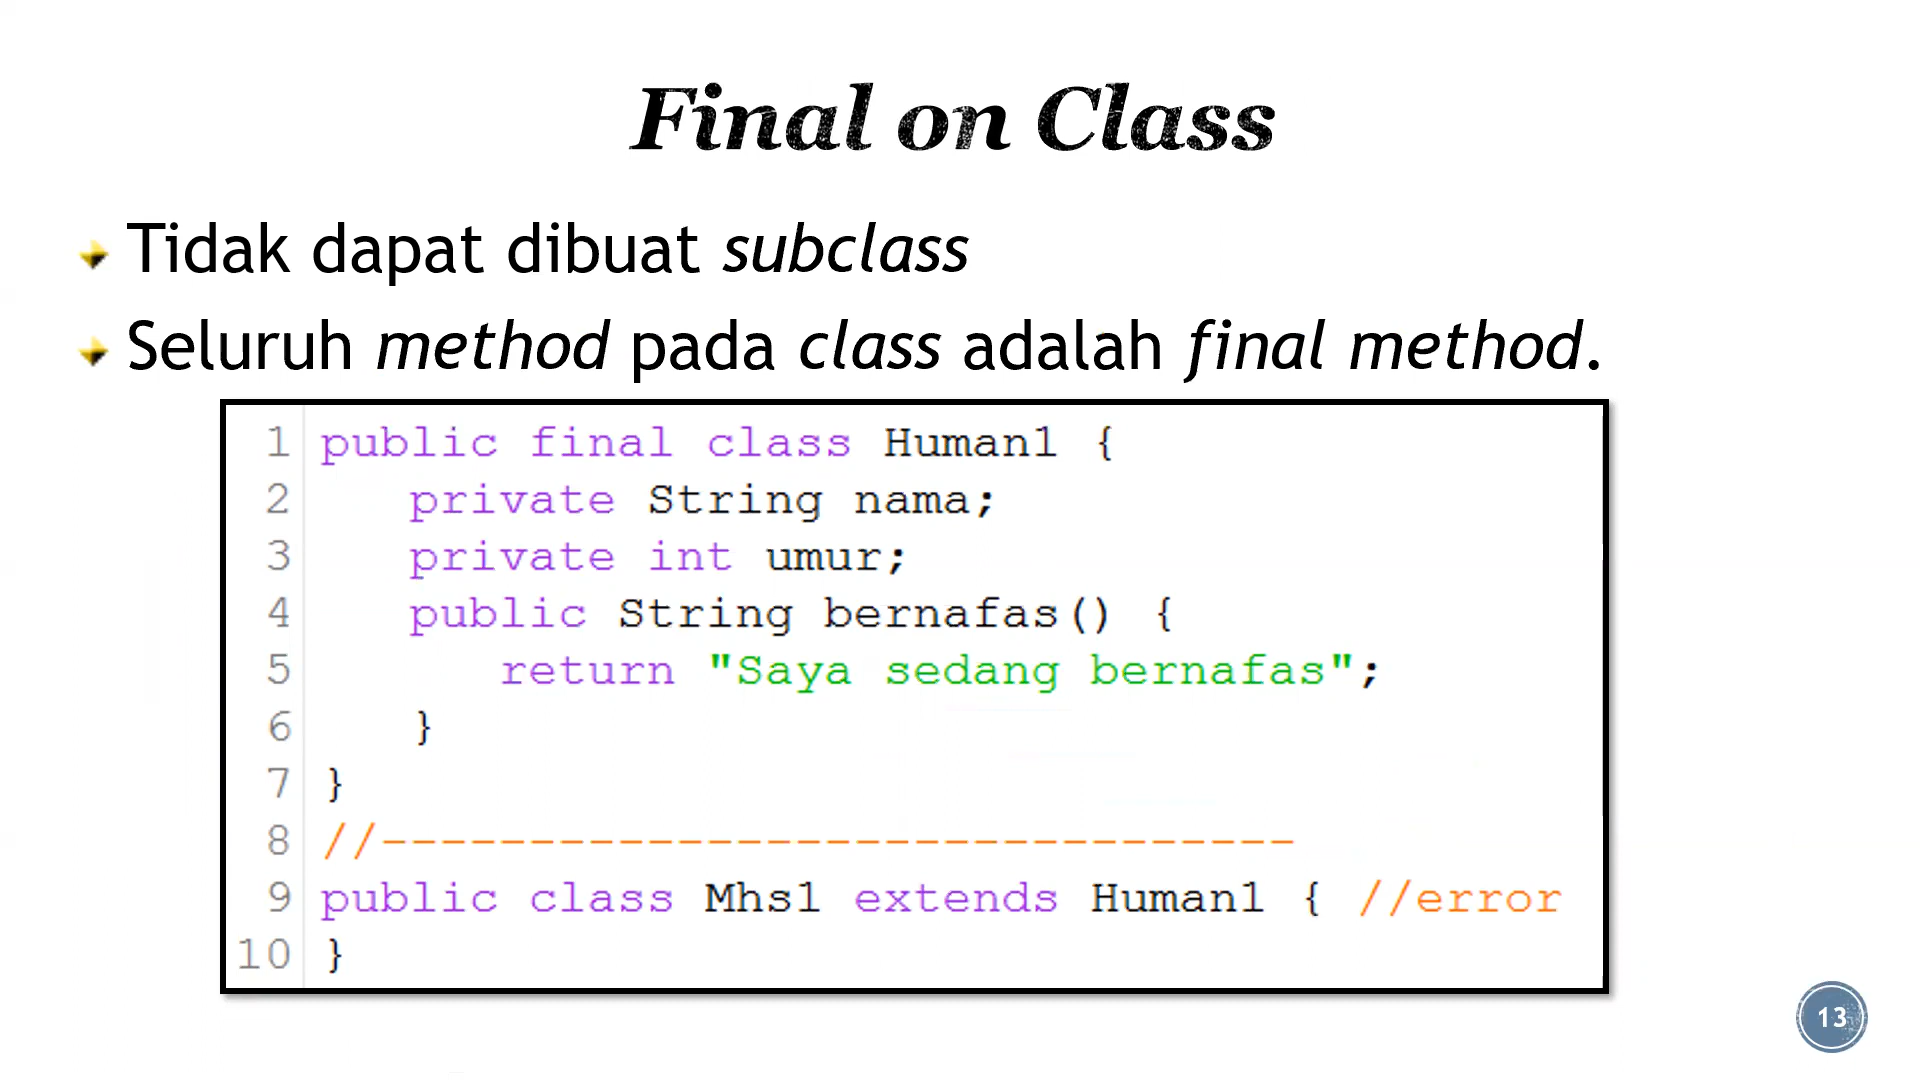 Final on Class
Tidak dapat dibuat subclass
Seluruh method pada class adalah final method.
1 public final class Human1 {
2 private String nama;
3 private int umur;
4 public String bernafas() {
5 return "Saya sedang bernafas";
6 }
7 }
8 //-------------------------------
9 public class Mhs1 extends Human1 { //error
10 }
13